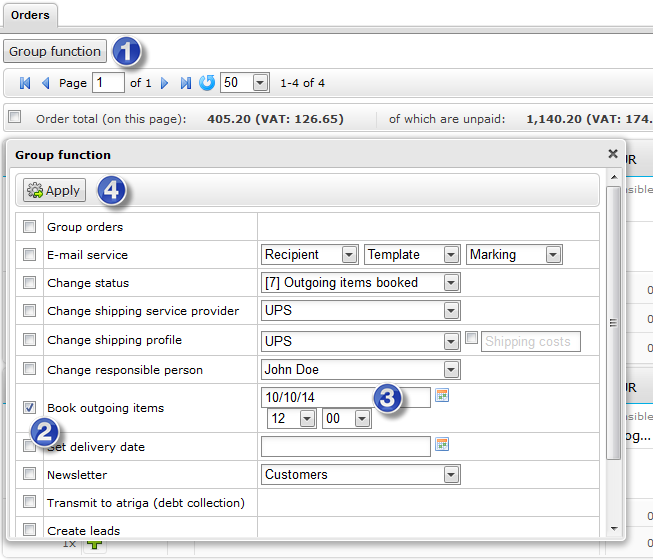 Orders
Group function 1
Page 1 of 1 50 1-4 of 4
Order total (on this page): 405.20 (VAT: 126.65) of which are unpaid: 1,140.20 (VAT: 174.
Group function
UR
Apply 4
nsible
Group orders
E-mail service Recipient Template Marking
Change status [7] Outgoing items booked
Change shipping service provider UPS
Change shipping profile UPS Shipping costs
Change responsible person John Doe
UR
Book outgoing items 10/10/14 3
12 00
nsible
2
og...
Set delivery date
Newsletter Customers
Transmit to atriga (debt collection)
Create leads
1x